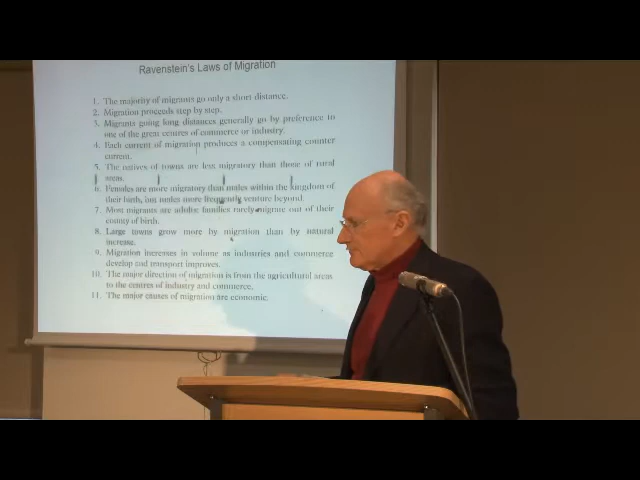 Ravenstein's Laws of Migration
1. The majority of migrants go only a short distance.
2. Migration proceeds step by step.
3. Migrants going long distances generally go by preference to
one of the great centres of commerce or industry.
4. Each current of migration produces a compensating counter
current.
5. The natives of towns are less migratory than those of rural
areas.
6. Females are more migratory than males within the kingdom of
their birth, but males more frequently venture beyond.
7. Most migrants are adults; families rarely migrate out of their
county of birth.
8. Large towns grow more by migration than by natural
increase.
9. Migration increases in volume as industries and commerce
develop and transport improves.
10. The major direction of migration is from the agricultural areas
to the centres of industry and commerce.
11. The major causes of migration are economic.